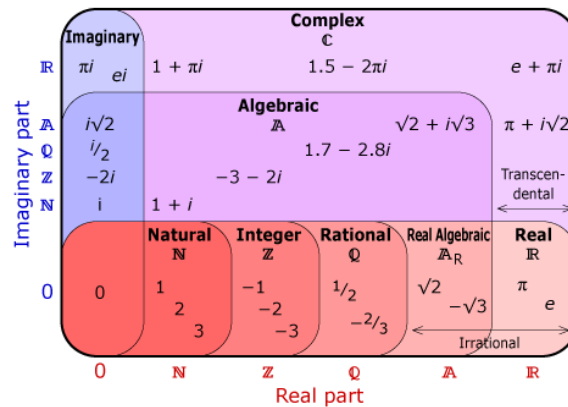 Complex
Imaginary
ℂ
ℝ πi ei 1 + πi 1.5 − 2πi e + πi
Algebraic
𝔸 i√2 𝔸 √2 + i√3 π + i√2
ℚ i/2 1.7 − 2.8i
ℤ −2i −3 − 2i Transcen-
dental
ℕ i 1 + i
Imaginary part
Natural Integer Rational Real Algebraic Real
ℕ ℤ ℚ 𝔸R ℝ
0 0 1 −1 1/2 √2 π
2 −2 −√3 e
3 −3 −2/3
Irrational
0 ℕ ℤ ℚ 𝔸 ℝ
Real part